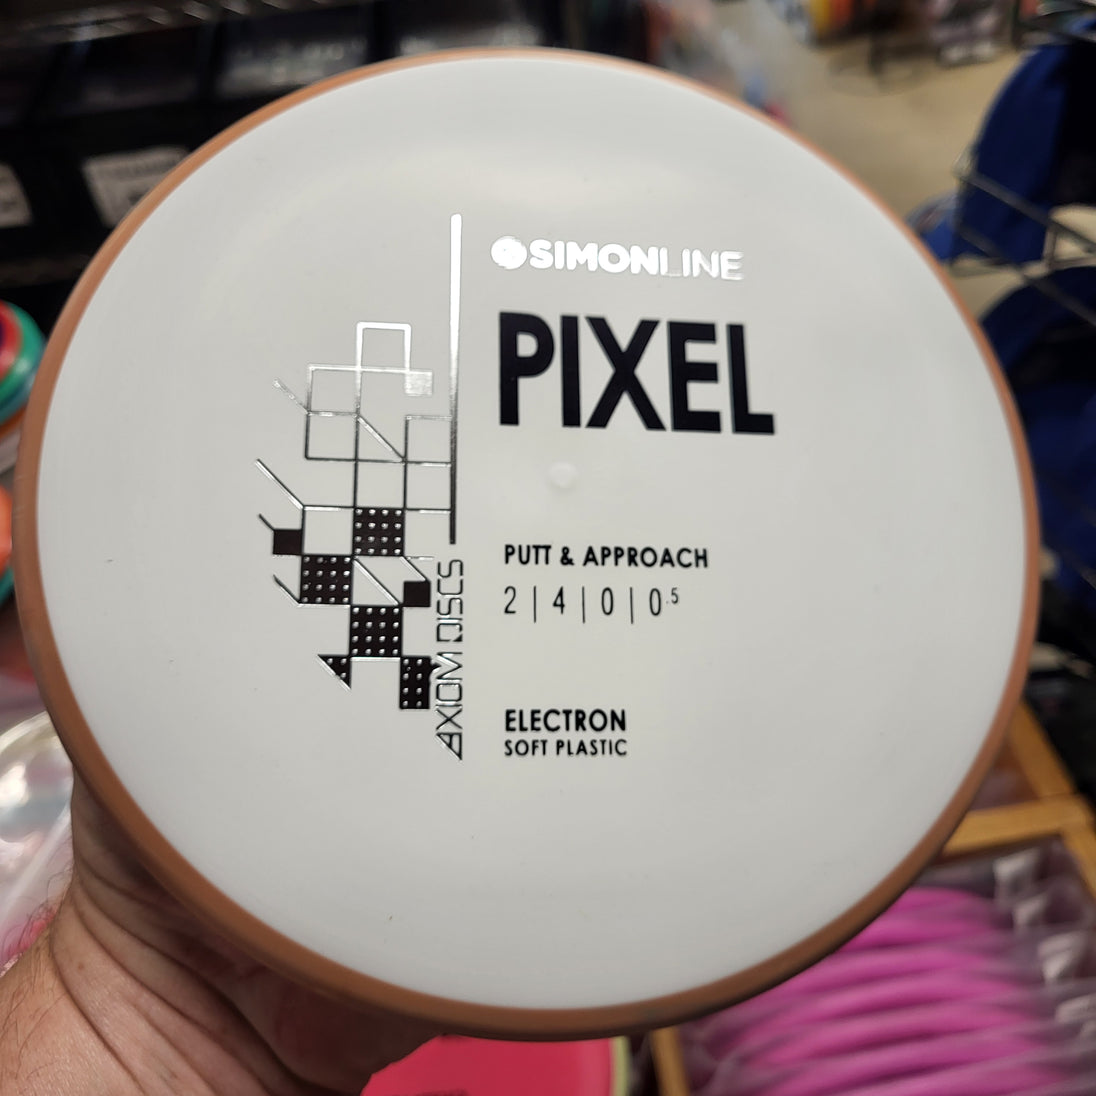 SIMONLINE
PIXEL
PUTT & APPROACH
2 | 4 | 0 | 0.5
ELECTRON
SOFT PLASTIC
AXIOM DISCS